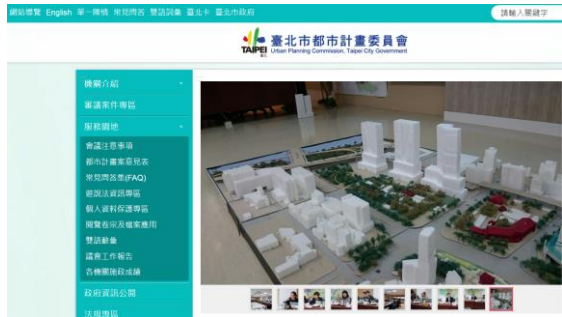 網站導覽 English 單一陳情 常見問答 雙語詞彙 臺北卡 臺北市政府
請輸入關鍵字
TAIPEI
臺北市都市計畫委員會
Urban Planning Commission, Taipei City Government
機關介紹
審議案件專區
服務園地
會議注意事項
都市計畫案意見表
常見問答集(FAQ)
遊說法資訊專區
個人資料保護專區
閱覽卷宗及檔案應用
雙語詞彙
議會工作報告
各機關施政成績
政府資訊公開
法規專區